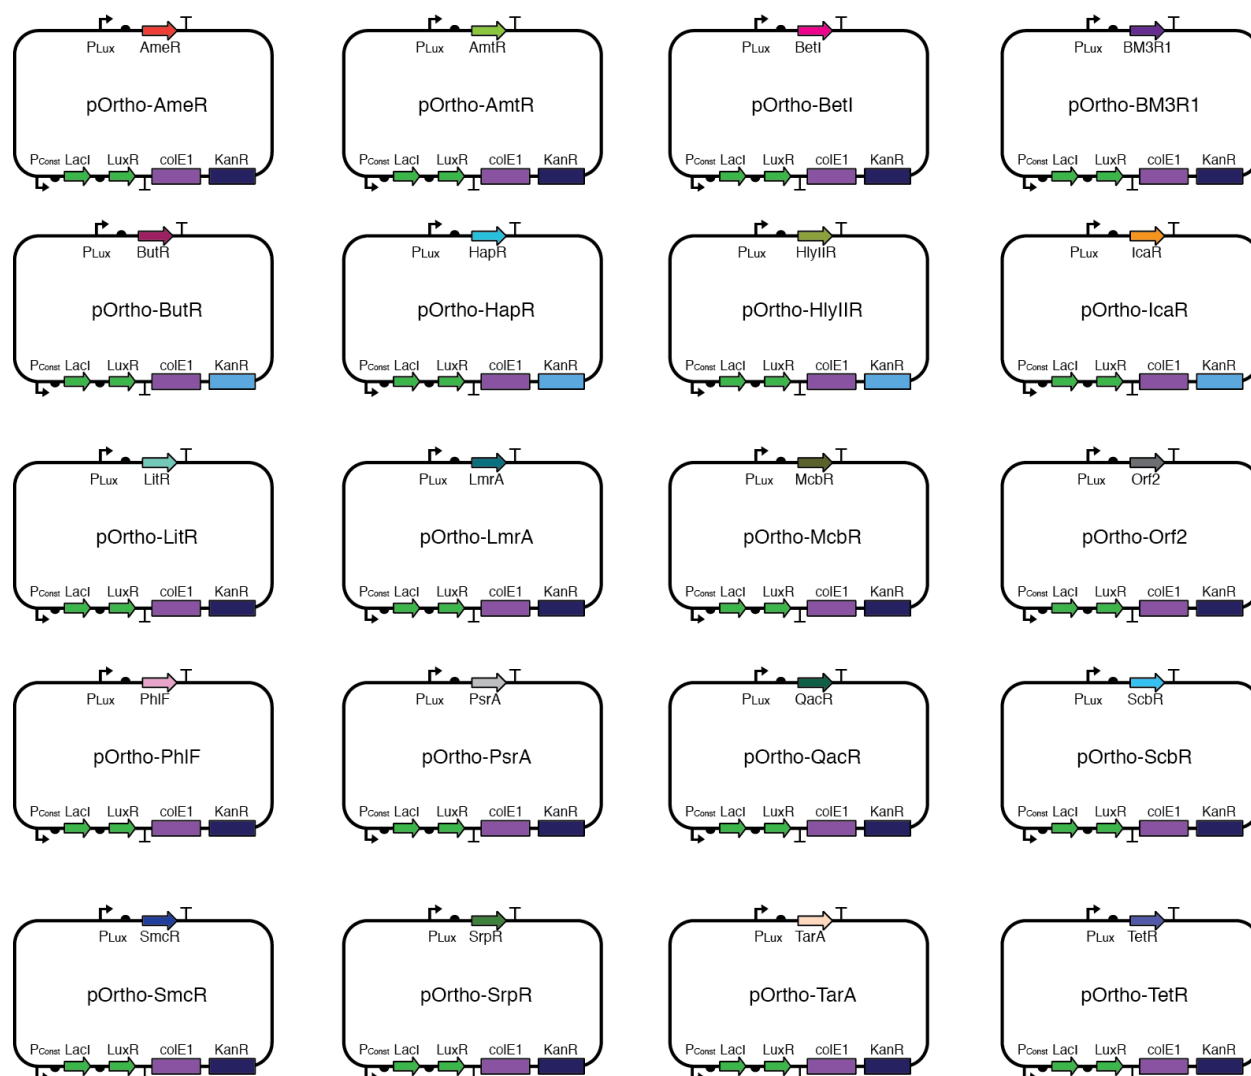 PLux AmeR PLux AmtR PLux BetI PLux BM3R1
pOrtho-AmeR pOrtho-AmtR pOrtho-BetI pOrtho-BM3R1
PConst LacI LuxR colE1 KanR PConst LacI LuxR colE1 KanR PConst LacI LuxR colE1 KanR PConst LacI LuxR colE1 KanR
PLux ButR PLux HapR PLux HlyIIR PLux IcaR
pOrtho-ButR pOrtho-HapR pOrtho-HlyIIR pOrtho-IcaR
PConst LacI LuxR colE1 KanR PConst LacI LuxR colE1 KanR PConst LacI LuxR colE1 KanR PConst LacI LuxR colE1 KanR
PLux LitR PLux LmrA PLux McbR PLux Orf2
pOrtho-LitR pOrtho-LmrA pOrtho-McbR pOrtho-Orf2
PConst LacI LuxR colE1 KanR PConst LacI LuxR colE1 KanR PConst LacI LuxR colE1 KanR PConst LacI LuxR colE1 KanR
PLux PhlF PLux PsrA PLux QacR PLux ScbR
pOrtho-PhlF pOrtho-PsrA pOrtho-QacR pOrtho-ScbR
PConst LacI LuxR colE1 KanR PConst LacI LuxR colE1 KanR PConst LacI LuxR colE1 KanR PConst LacI LuxR colE1 KanR
PLux SmcR PLux SrpR PLux TarA PLux TetR
pOrtho-SmcR pOrtho-SrpR pOrtho-TarA pOrtho-TetR
PConst LacI LuxR colE1 KanR PConst LacI LuxR colE1 KanR PConst LacI LuxR colE1 KanR PConst LacI LuxR colE1 KanR